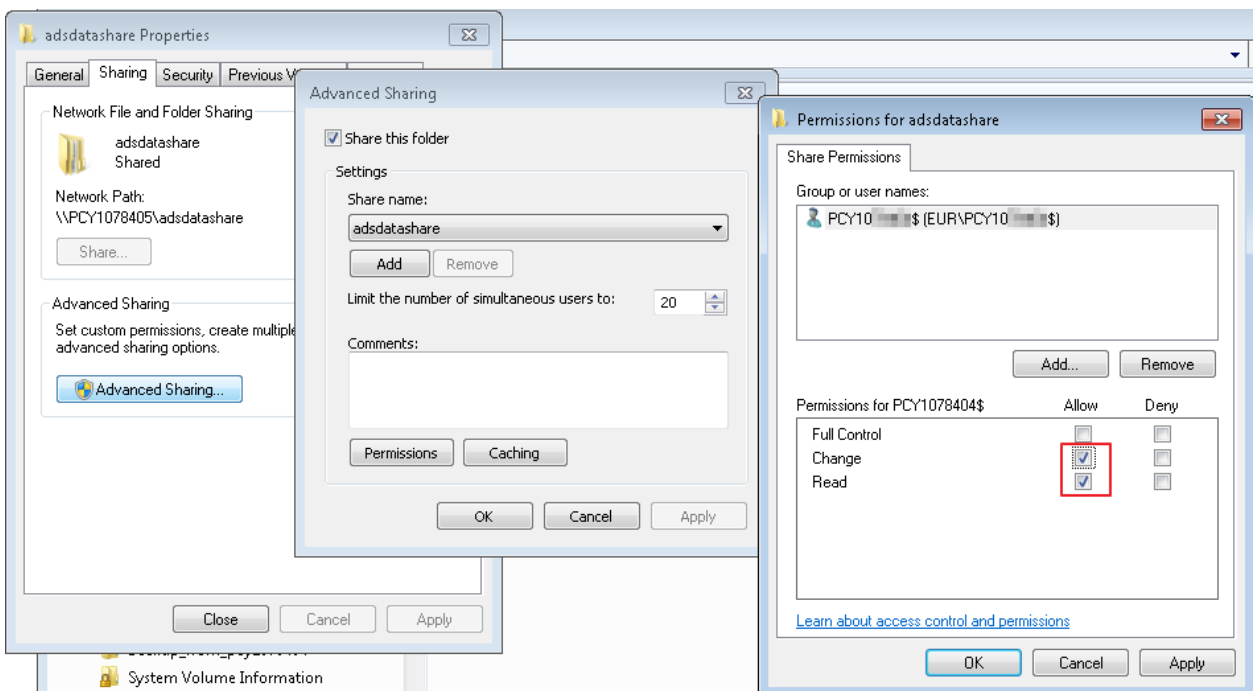 adsdatashare Properties
General Sharing Security Previous V
Network File and Folder Sharing
adsdatashare
Shared
Network Path:
\\PCY1078405\adsdatashare
Share...
Advanced Sharing
Set custom permissions, create multiple
advanced sharing options.
Advanced Sharing...
Close Cancel Apply
System Volume Information
Advanced Sharing
Share this folder
Settings
Share name:
adsdatashare
Add Remove
Limit the number of simultaneous users to: 20
Comments:
Permissions Caching
OK Cancel Apply
Permissions for adsdatashare
Share Permissions
Group or user names:
PCY10 $ (EUR\PCY10 $)
Add... Remove
Permissions for PCY1078404$ Allow Deny
Full Control
Change
Read
Learn about access control and permissions
OK Cancel Apply